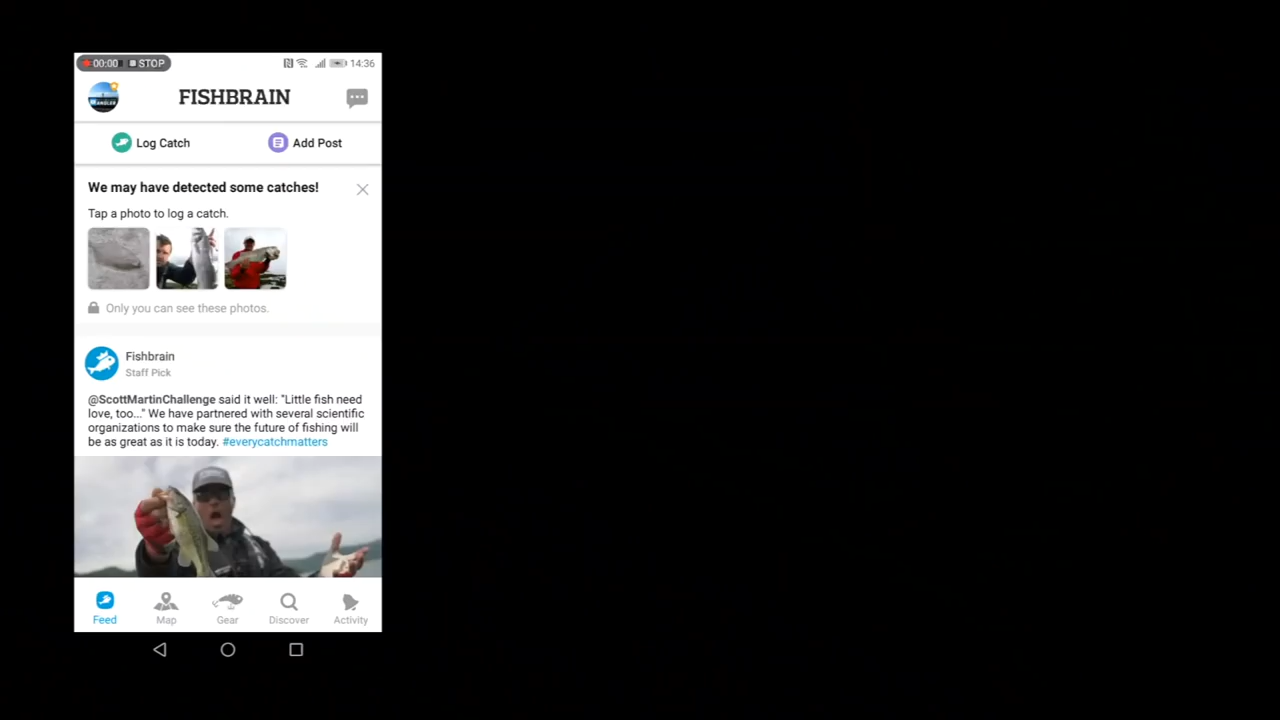 00:00 STOP 14:36
FISHBRAIN
Log Catch Add Post
We may have detected some catches!
Tap a photo to log a catch.
Only you can see these photos.
Fishbrain
Staff Pick
@ScottMartinChallenge said it well: "Little fish need
love, too..." We have partnered with several scientific
organizations to make sure the future of fishing will
be as great as it is today. #everycatchmatters
Feed Map Gear Discover Activity